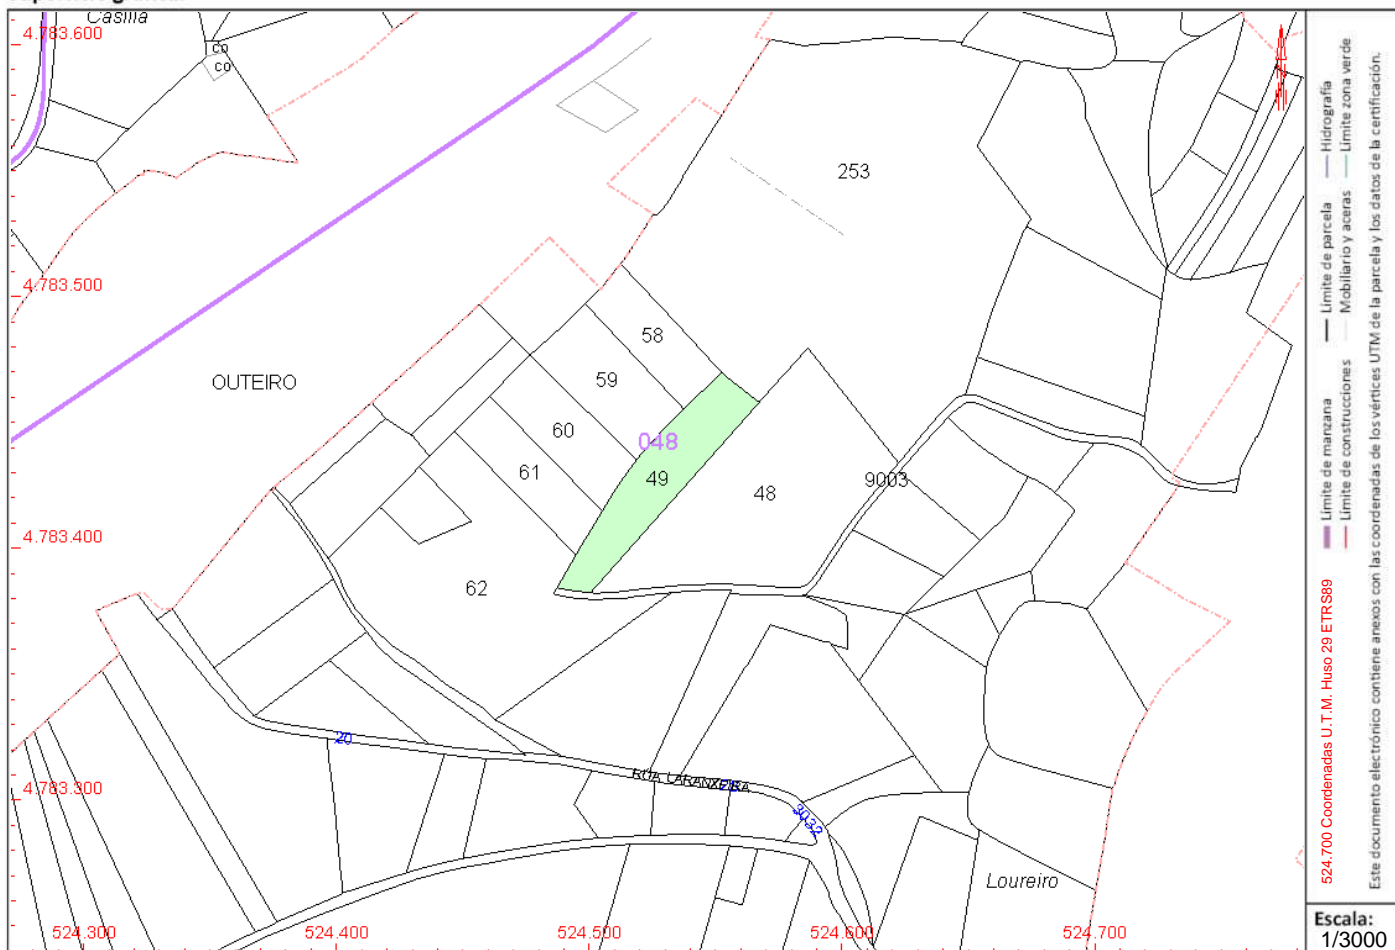 Casilla
4.783.600
co
co
253
4.783.500
58
OUTEIRO
59
60
048
61
49
48
9003
4.783.400
62
20
RUA LARANXEIRA
4.783.300
3032
Loureiro
524.300
524.400
524.500
524.600
524.700
Límite de manzana
Límite de parcela
Hidrografía
Límite de construcciones
Mobiliario y aceras
Límite zona verde
524.700 Coordenadas U.T.M. Huso 29 ETRS89
Este documento electrónico contiene anexos con las coordenadas de los vértices UTM de la parcela y los datos de la certificación.
Escala:
1/3000